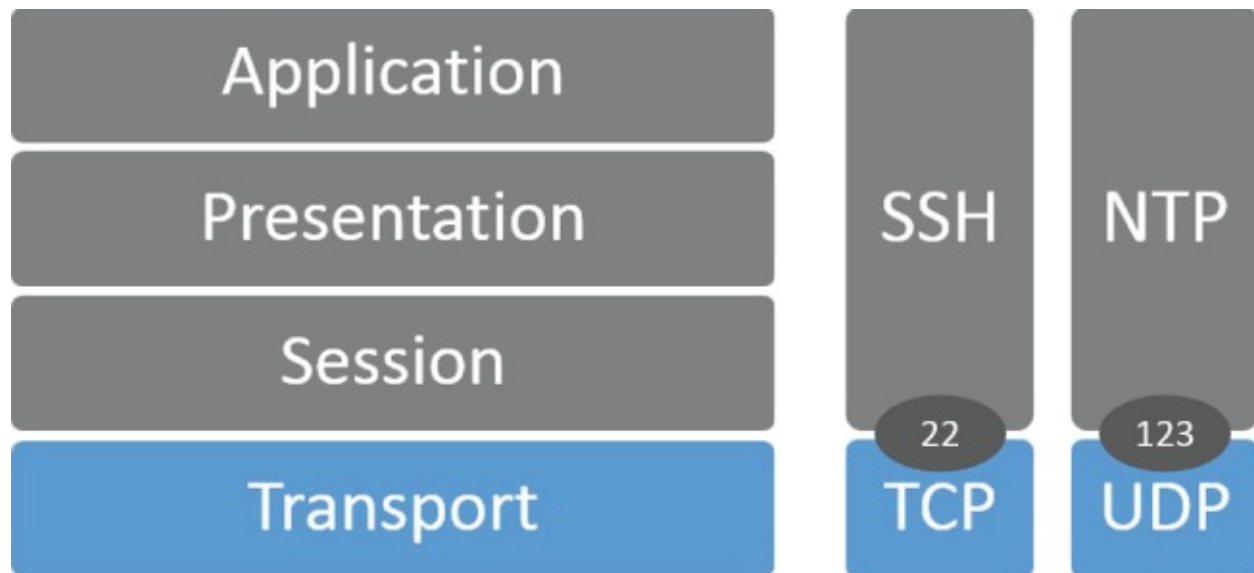 Application
Presentation
Session
Transport
SSH
22
TCP
NTP
123
UDP